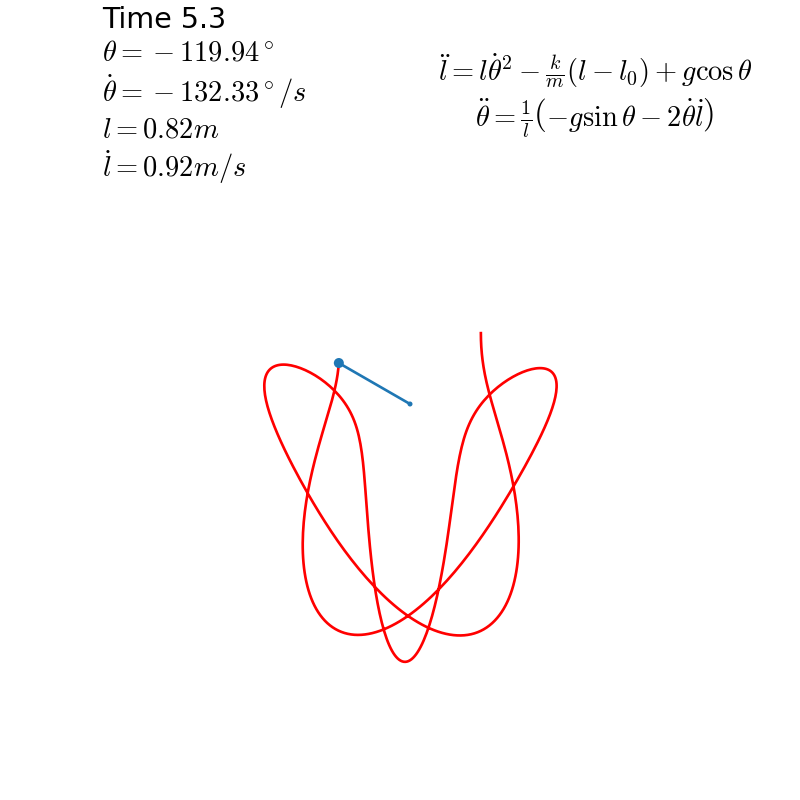 Time 5.3
θ = −119.94°
θ̇ = −132.33°/s
l = 0.82m
l̇ = 0.92m/s
l̈ = lθ̇² − k/m(l − l₀) + g cos θ
θ̈ = 1/l(−g sin θ − 2θ̇l̇)